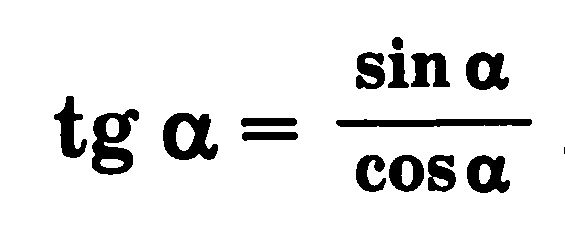 tg α = sin α / cos α